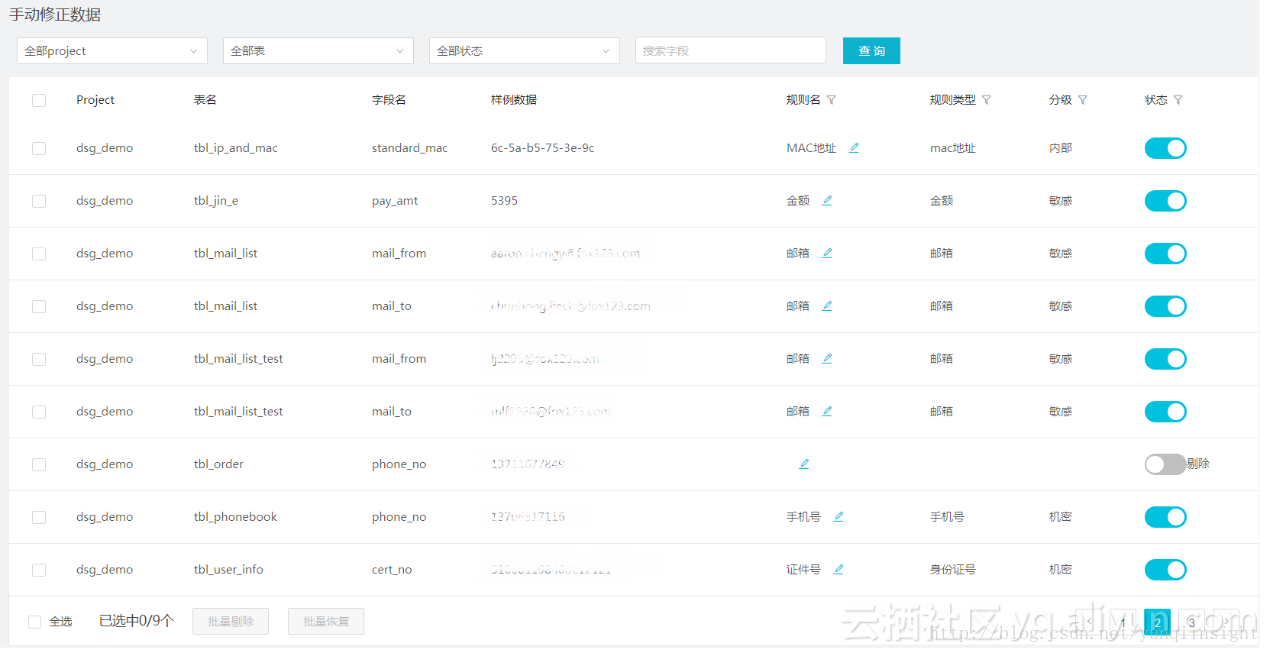 手动修正数据
全部project 全部表 全部状态 搜索字段 查 询
Project 表名 字段名 样例数据 规则名 规则类型 分级 状态
dsg_demo tbl_ip_and_mac standard_mac 6c-5a-b5-75-3e-9c MAC地址 mac地址 内部
dsg_demo tbl_jin_e pay_amt 5395 金额 金额 敏感
dsg_demo tbl_mail_list mail_from 邮箱 邮箱 敏感
dsg_demo tbl_mail_list mail_to 邮箱 邮箱 敏感
dsg_demo tbl_mail_list_test mail_from 邮箱 邮箱 敏感
dsg_demo tbl_mail_list_test mail_to 邮箱 邮箱 敏感
dsg_demo tbl_order phone_no 剔除
dsg_demo tbl_phonebook phone_no 手机号 手机号 机密
dsg_demo tbl_user_info cert_no 证件号 身份证号 机密
全选 已选中0/9个 批量剔除 批量恢复 < 1 2 3 >
云栖社区 yq.aliyun.com
http://blog.csdn.net/yunqiinsight